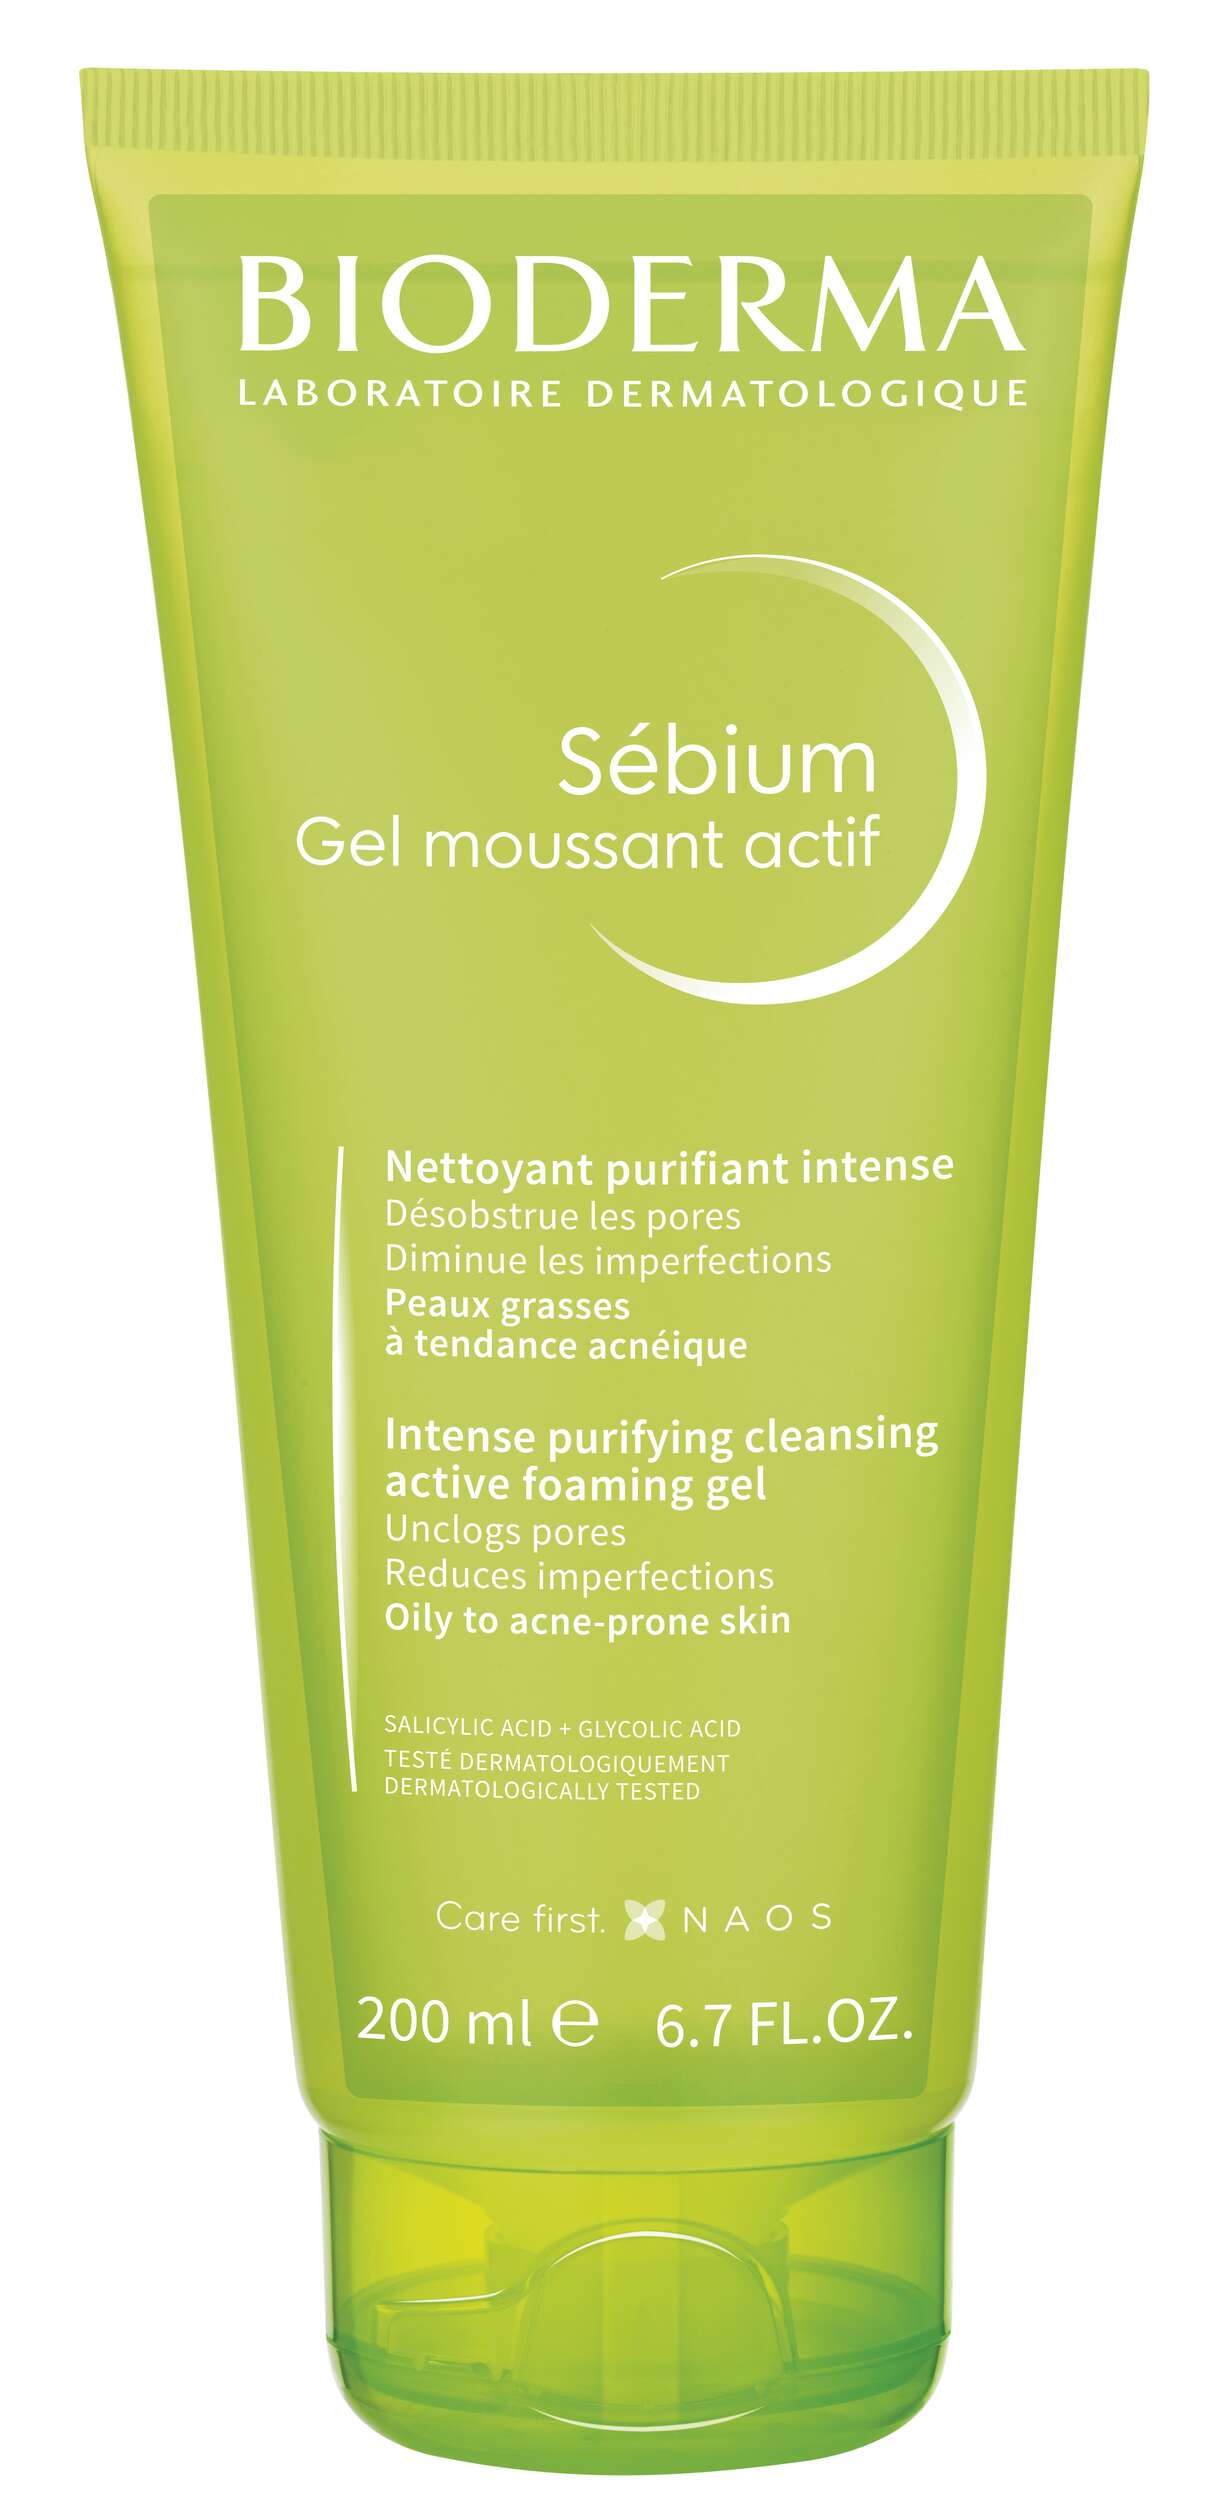 BIODERMA
LABORATOIRE DERMATOLOGIQUE
Sébium
Gel moussant actif
Nettoyant purifiant intense
Désobstrue les pores
Diminue les imperfections
Peaux grasses
à tendance acnéique
Intense purifying cleansing
active foaming gel
Unclogs pores
Reduces imperfections
Oily to acne-prone skin
SALICYLIC ACID + GLYCOLIC ACID
TESTÉ DERMATOLOGIQUEMENT
DERMATOLOGICALLY TESTED
Care first. NAOS
200 ml ℮ 6.7 FL.OZ.